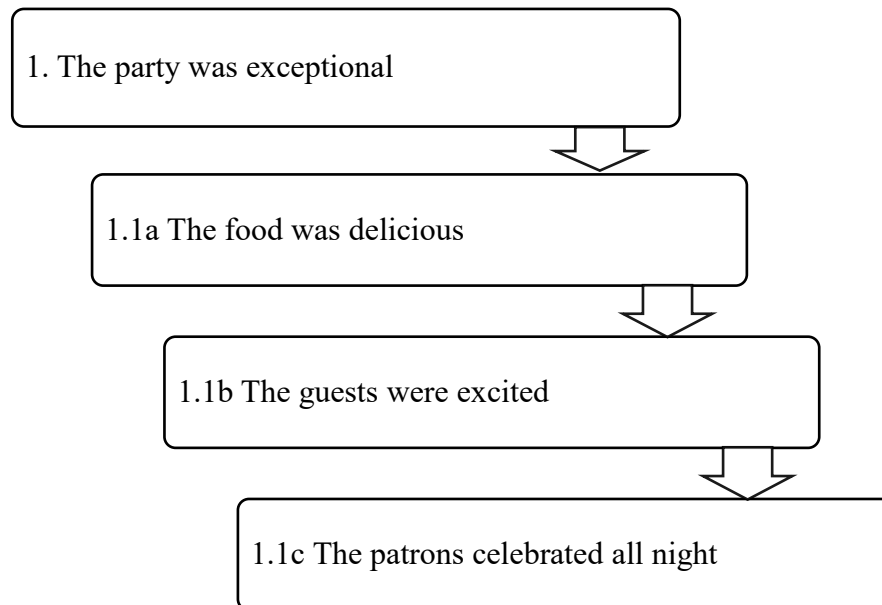 1. The party was exceptional
1.1a The food was delicious
1.1b The guests were excited
1.1c The patrons celebrated all night